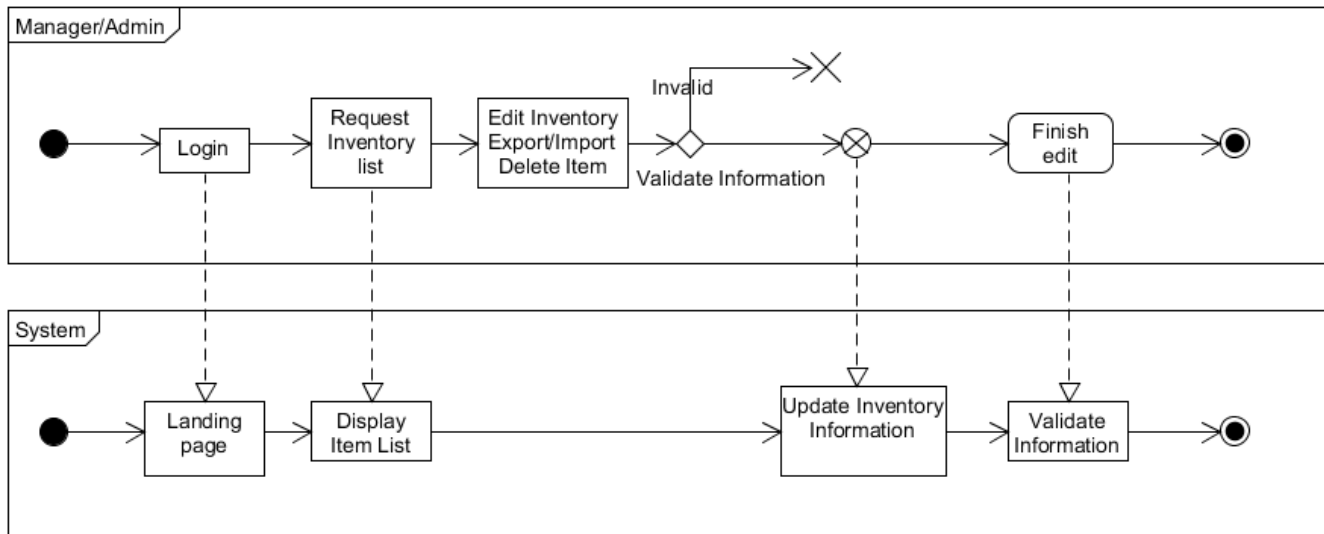 Manager/Admin
Login
Request
Inventory
list
Edit Inventory
Export/Import
Delete Item
Invalid
Validate Information
Finish
edit
System
Landing
page
Display
Item List
Update Inventory
Information
Validate
Information